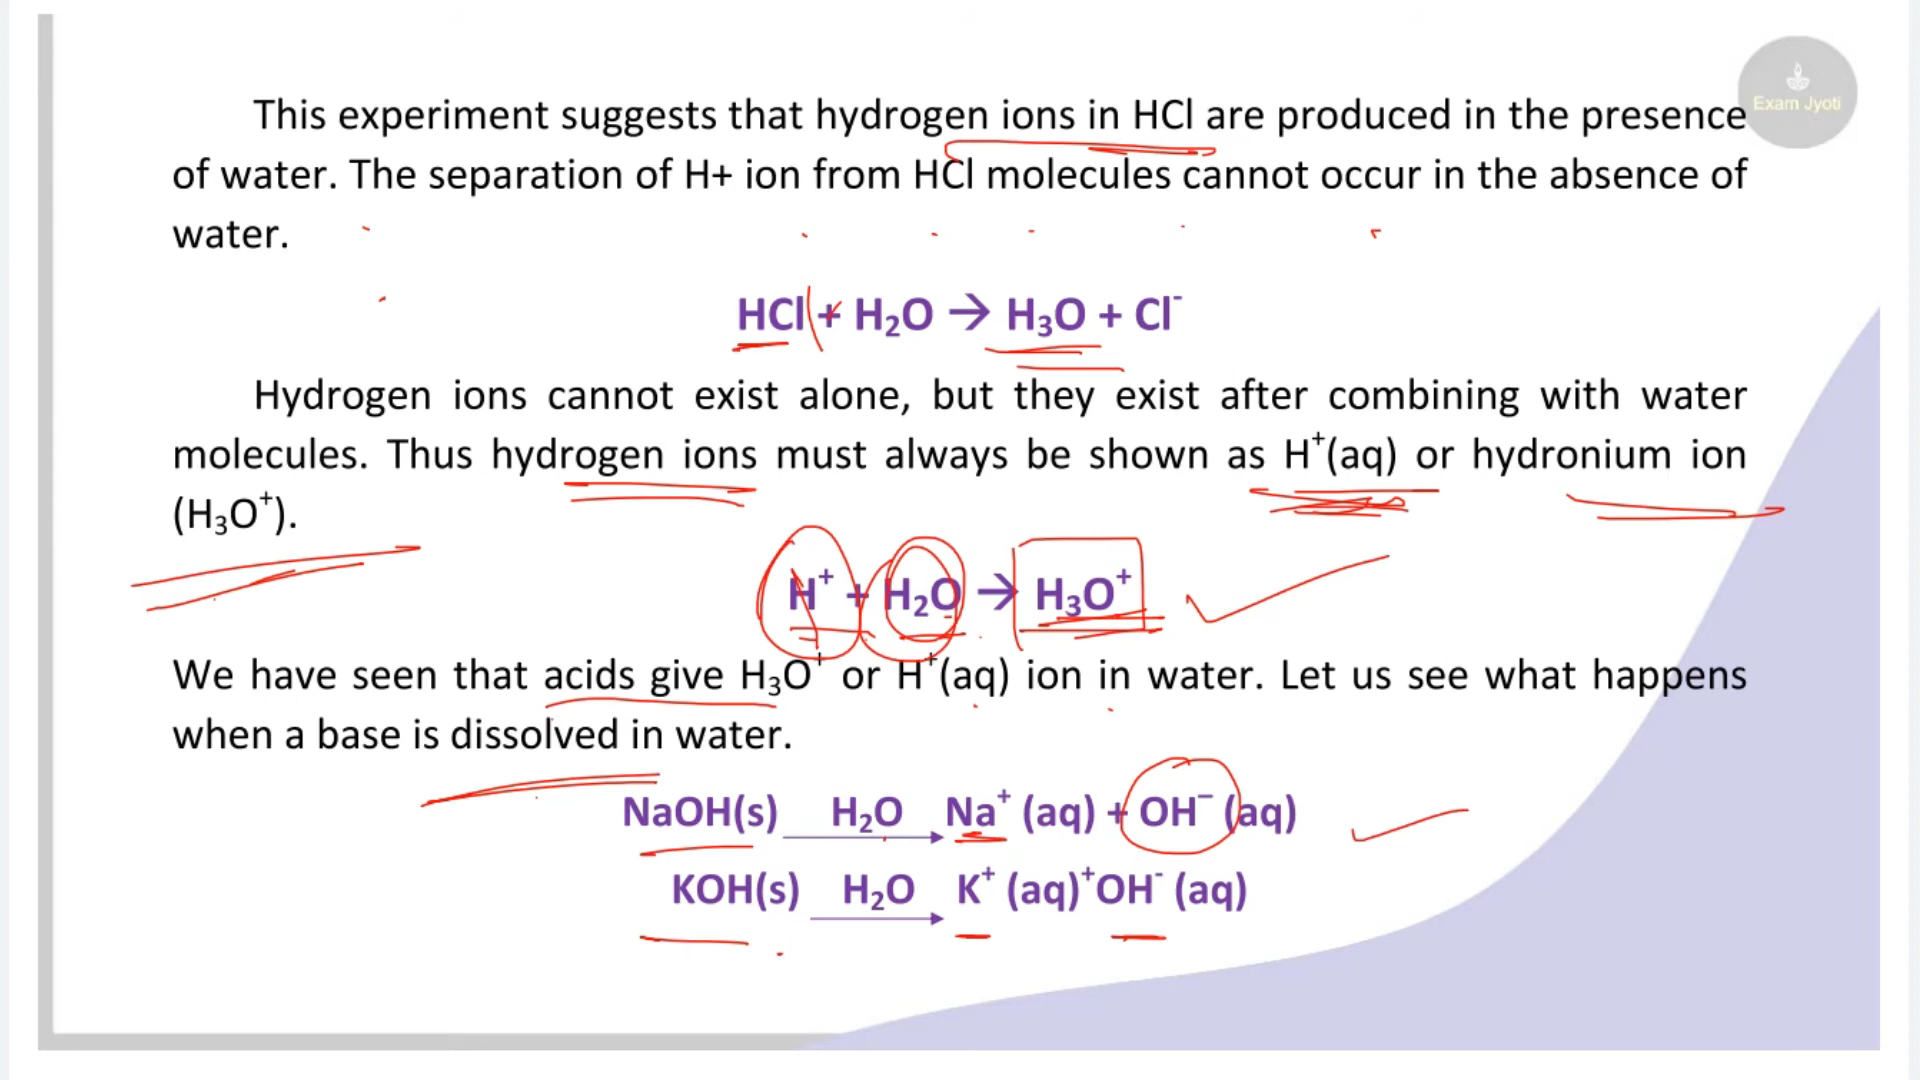 Exam Jyoti
This experiment suggests that hydrogen ions in HCl are produced in the presence
of water. The separation of H+ ion from HCl molecules cannot occur in the absence of
water.
HCl + H₂O → H₃O + Cl⁻
Hydrogen ions cannot exist alone, but they exist after combining with water
molecules. Thus hydrogen ions must always be shown as H⁺(aq) or hydronium ion
(H₃O⁺).
H⁺ + H₂O → H₃O⁺
We have seen that acids give H₃O⁺ or H⁺(aq) ion in water. Let us see what happens
when a base is dissolved in water.
NaOH(s) H₂O → Na⁺ (aq) + OH⁻ (aq)
KOH(s) H₂O → K⁺ (aq)⁺OH⁻ (aq)